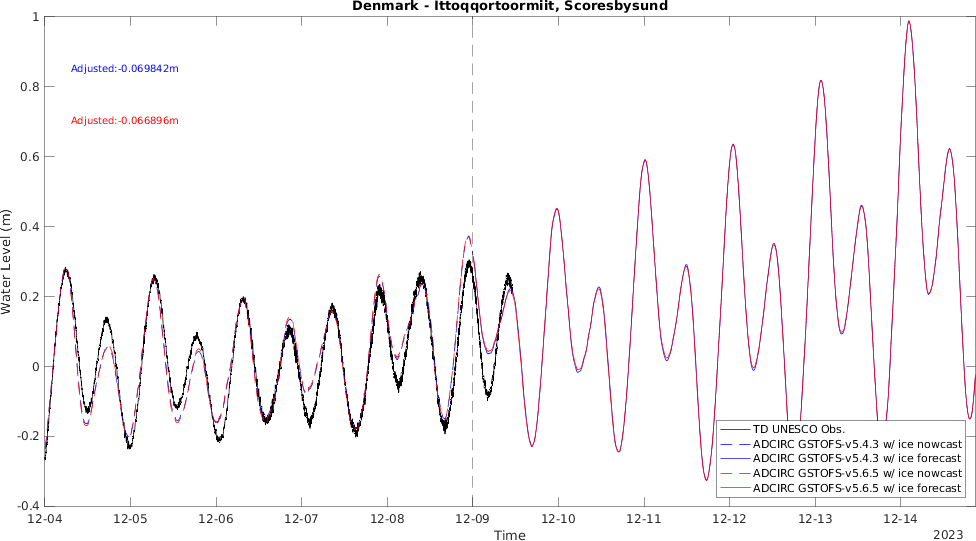 Denmark - Ittoqqortoormiit, Scoresbysund
1
Adjusted:-0.069842m
0.8
Adjusted:-0.066896m
0.6
0.4
Water Level (m)
0.2
0
-0.2
TD UNESCO Obs.
ADCIRC GSTOFS-v5.4.3 w/ ice nowcast
ADCIRC GSTOFS-v5.4.3 w/ ice forecast
ADCIRC GSTOFS-v5.6.5 w/ ice nowcast
ADCIRC GSTOFS-v5.6.5 w/ ice forecast
-0.4
12-04 12-05 12-06 12-07 12-08 12-09 12-10 12-11 12-12 12-13 12-14
Time
2023